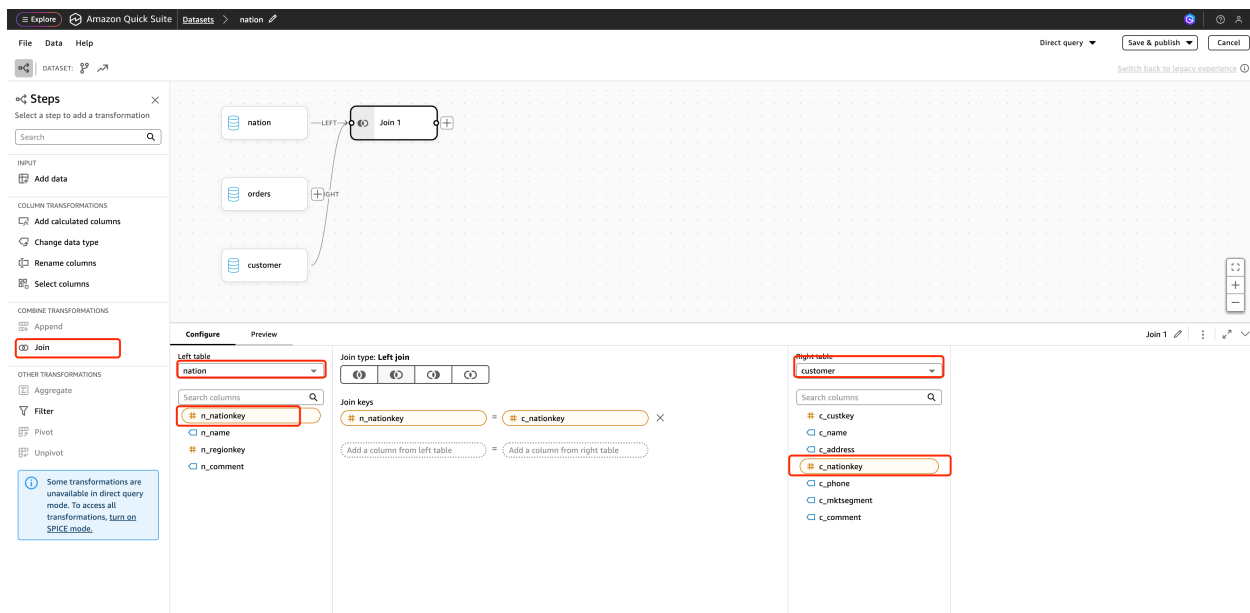 Explore Amazon Quick Suite Datasets > nation
File Data Help Direct query Save & publish Cancel
DATASET: Switch back to legacy experience
Steps
Select a step to add a transformation
Search
INPUT
Add data
COLUMN TRANSFORMATIONS
Add calculated columns
Change data type
Rename columns
Select columns
COMBINE TRANSFORMATIONS
Append
Join
OTHER TRANSFORMATIONS
Aggregate
Filter
Pivot
Unpivot
Some transformations are
unavailable in direct query
mode. To access all
transformations, turn on
SPICE mode.
nation LEFT Join 1
orders GHT
customer
Configure Preview Join 1
Left table
nation
Search columns
# n_nationkey
n_name
# n_regionkey
n_comment
Join type: Left join
Join keys
# n_nationkey = # c_nationkey
Add a column from left table = Add a column from right table
Right table
customer
Search columns
# c_custkey
c_name
c_address
# c_nationkey
c_phone
c_mktsegment
c_comment